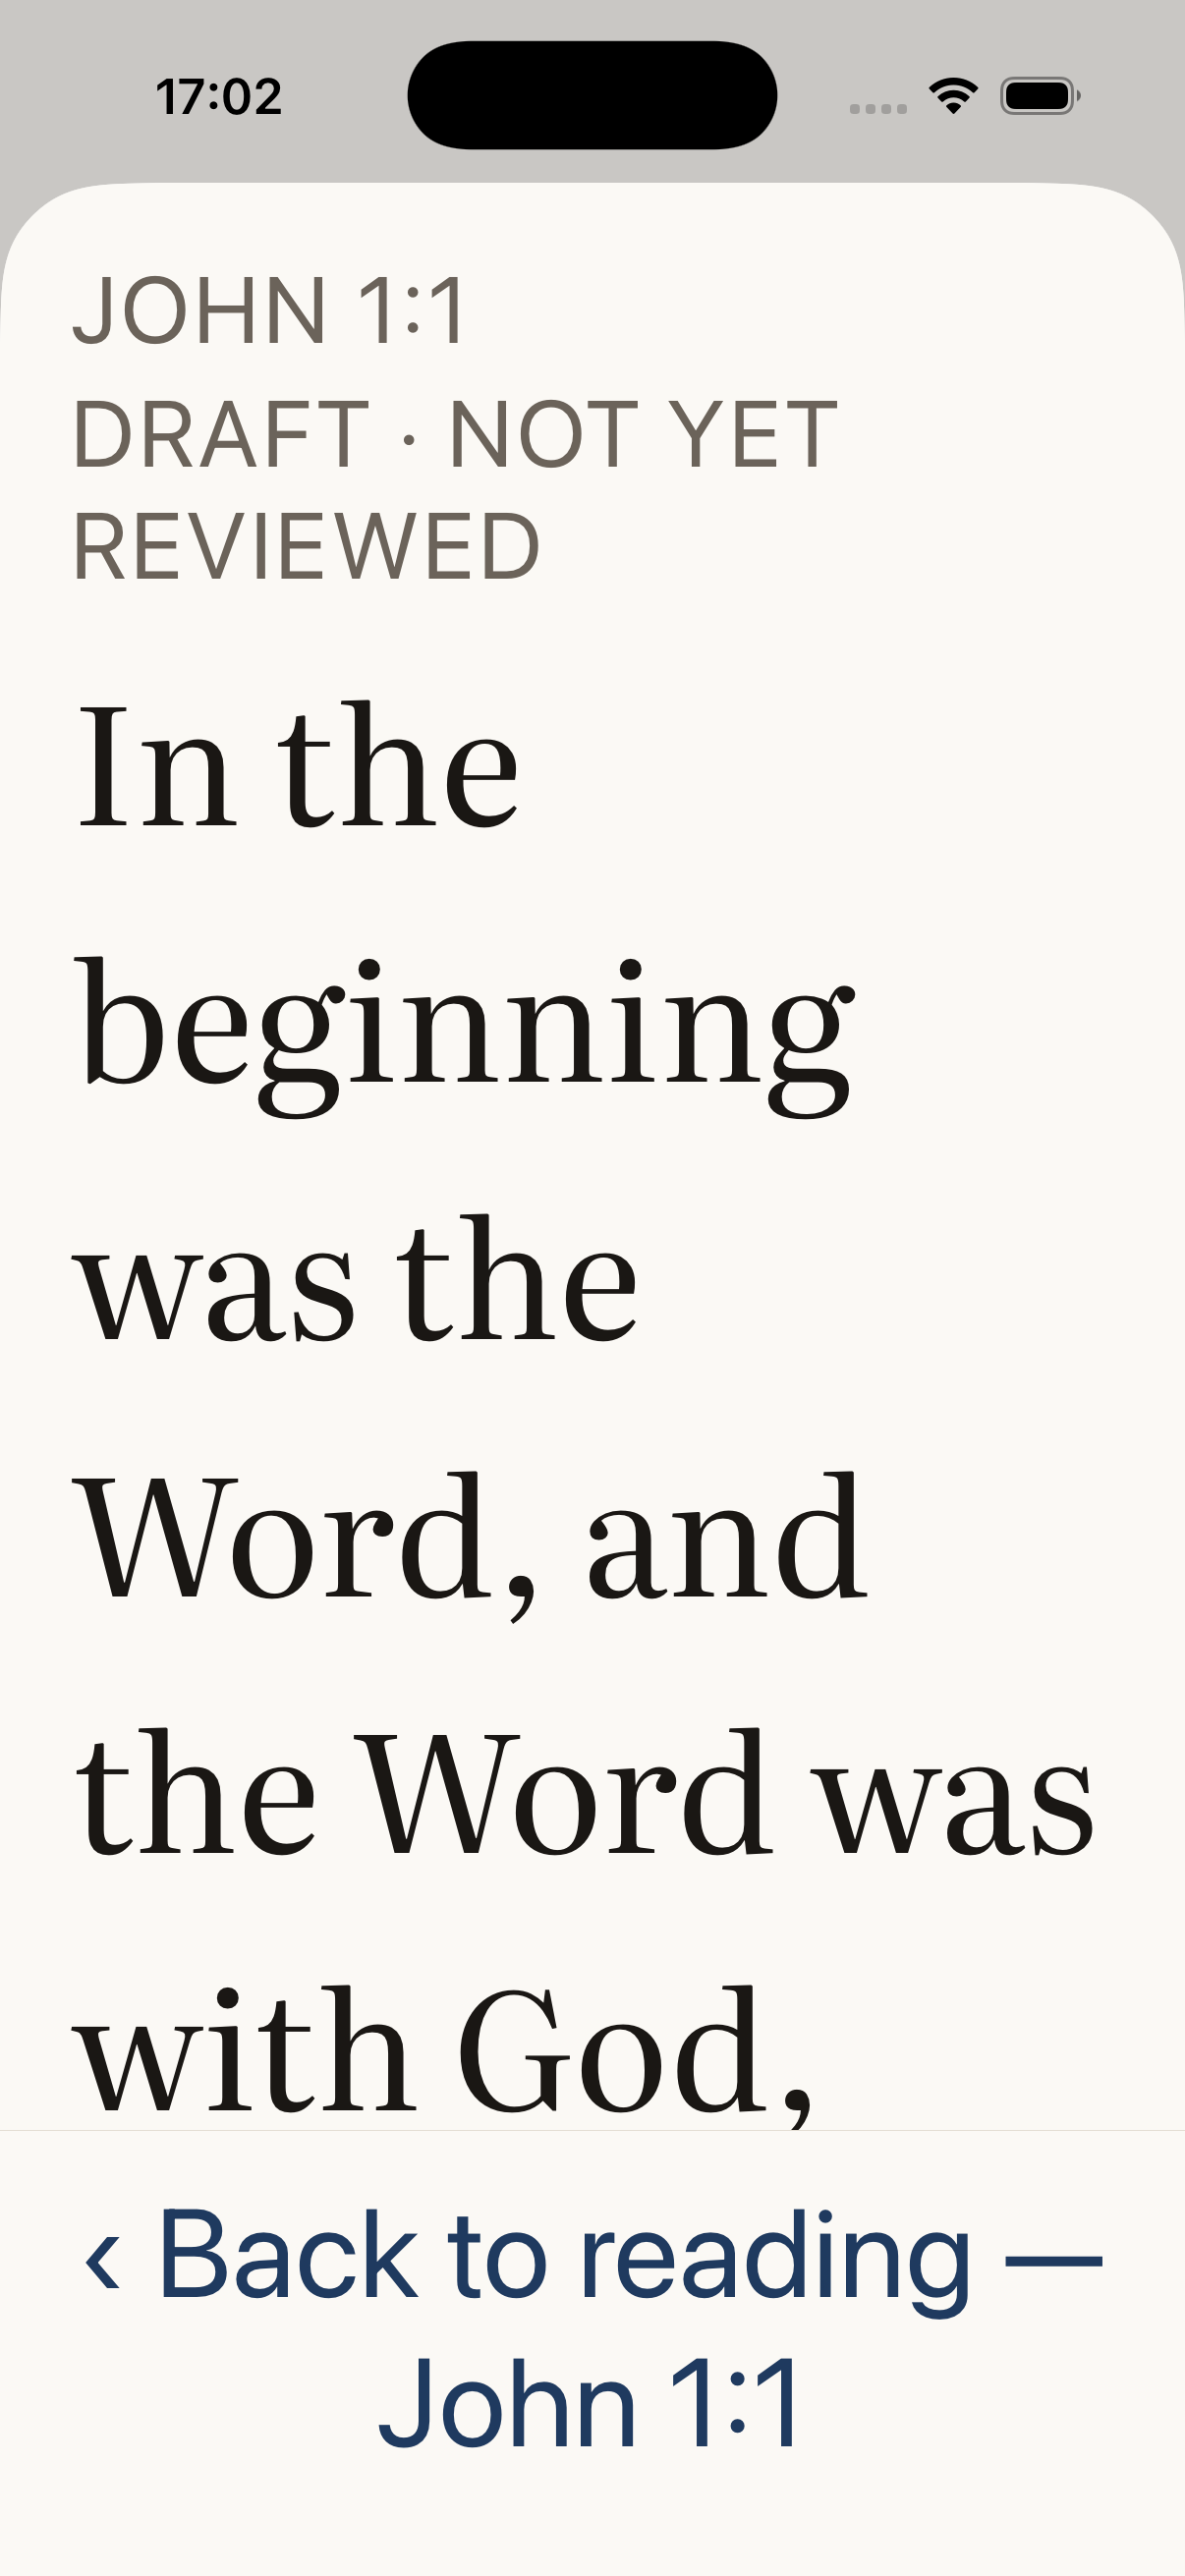 17:02
JOHN 1:1
DRAFT · NOT YET
REVIEWED
In the
beginning
was the
Word, and
the Word was
with God,
‹ Back to reading —
John 1:1